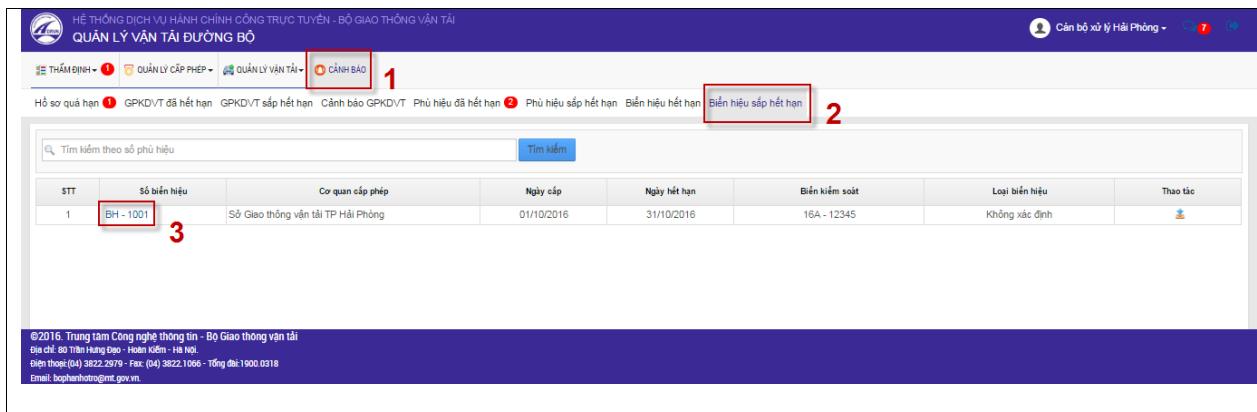 HỆ THỐNG DỊCH VỤ HÀNH CHÍNH CÔNG TRỰC TUYẾN - BỘ GIAO THÔNG VẬN TẢI
QUẢN LÝ VẬN TẢI ĐƯỜNG BỘ
Cán bộ xử lý Hải Phòng
7
THẨM ĐỊNH 1 QUẢN LÝ CẤP PHÉP QUẢN LÝ VẬN TẢI CẢNH BÁO
1
Hồ sơ quá hạn 1 GPKDVT đã hết hạn GPKDVT sắp hết hạn Cảnh báo GPKDVT Phù hiệu đã hết hạn 2 Phù hiệu sắp hết hạn Biển hiệu hết hạn Biển hiệu sắp hết hạn
2
Tìm kiếm theo số phù hiệu Tìm kiếm
STT Số biển hiệu Cơ quan cấp phép Ngày cấp Ngày hết hạn Biển kiểm soát Loại biển hiệu Thao tác
1 BH - 1001 Sở Giao thông vận tải TP Hải Phòng 01/10/2016 31/10/2016 16A - 12345 Không xác định
3
©2016. Trung tâm Công nghệ thông tin - Bộ Giao thông vận tải
Địa chỉ: 80 Trần Hưng Đạo - Hoàn Kiếm - Hà Nội.
Điện thoại:(04) 3822.2979 - Fax: (04) 3822.1066 - Tổng đài:1900.0318
Email: bophanhotro@mt.gov.vn.